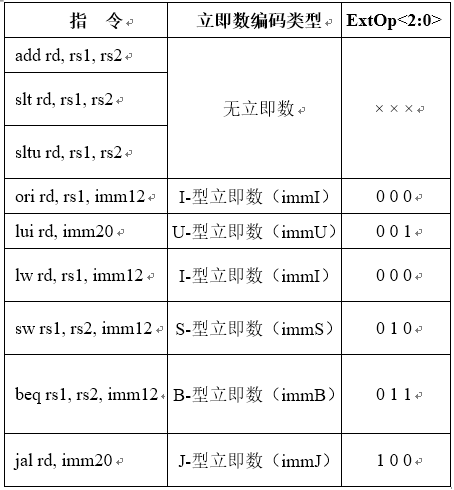 指 令 立即数编码类型 ExtOp<2:0>
add rd, rs1, rs2
slt rd, rs1, rs2
sltu rd, rs1, rs2
无立即数 × × ×
ori rd, rs1, imm12 I-型立即数（immI） 0 0 0
lui rd, imm20 U-型立即数（immU） 0 0 1
lw rd, rs1, imm12 I-型立即数（immI） 0 0 0
sw rs1, rs2, imm12 S-型立即数（immS） 0 1 0
beq rs1, rs2, imm12 B-型立即数（immB） 0 1 1
jal rd, imm20 J-型立即数（immJ） 1 0 0